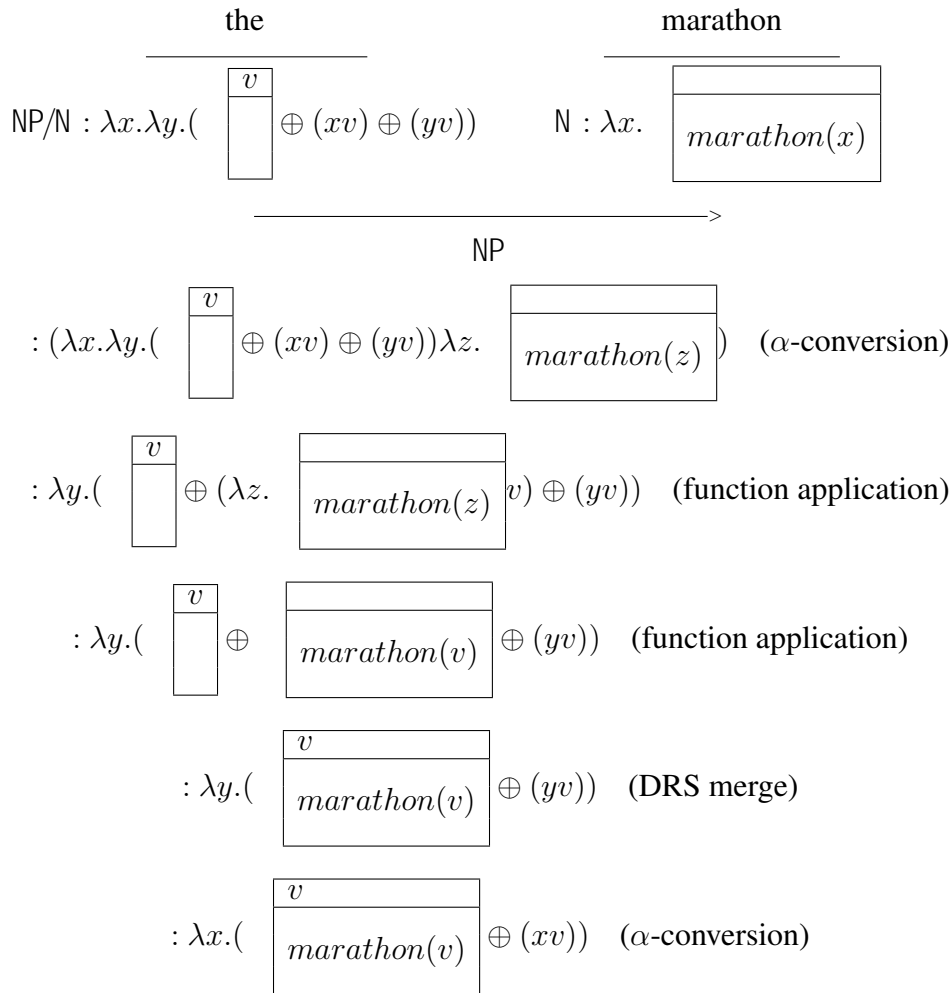 the marathon
v
NP/N : λx.λy.( ⊕ (xv) ⊕ (yv)) N : λx. marathon(x)
>
NP
v
: (λx.λy.( ⊕ (xv) ⊕ (yv))λz. marathon(z) ) (α-conversion)
v
: λy.( ⊕ (λz. marathon(z) v) ⊕ (yv)) (function application)
v
: λy.( ⊕ marathon(v) ⊕ (yv)) (function application)
v
: λy.( marathon(v) ⊕ (yv)) (DRS merge)
v
: λx.( marathon(v) ⊕ (xv)) (α-conversion)